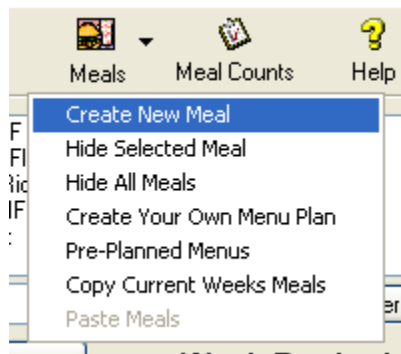 Meals Meal Counts Help
Create New Meal
Hide Selected Meal
Hide All Meals
Create Your Own Menu Plan
Pre-Planned Menus
Copy Current Weeks Meals
Paste Meals